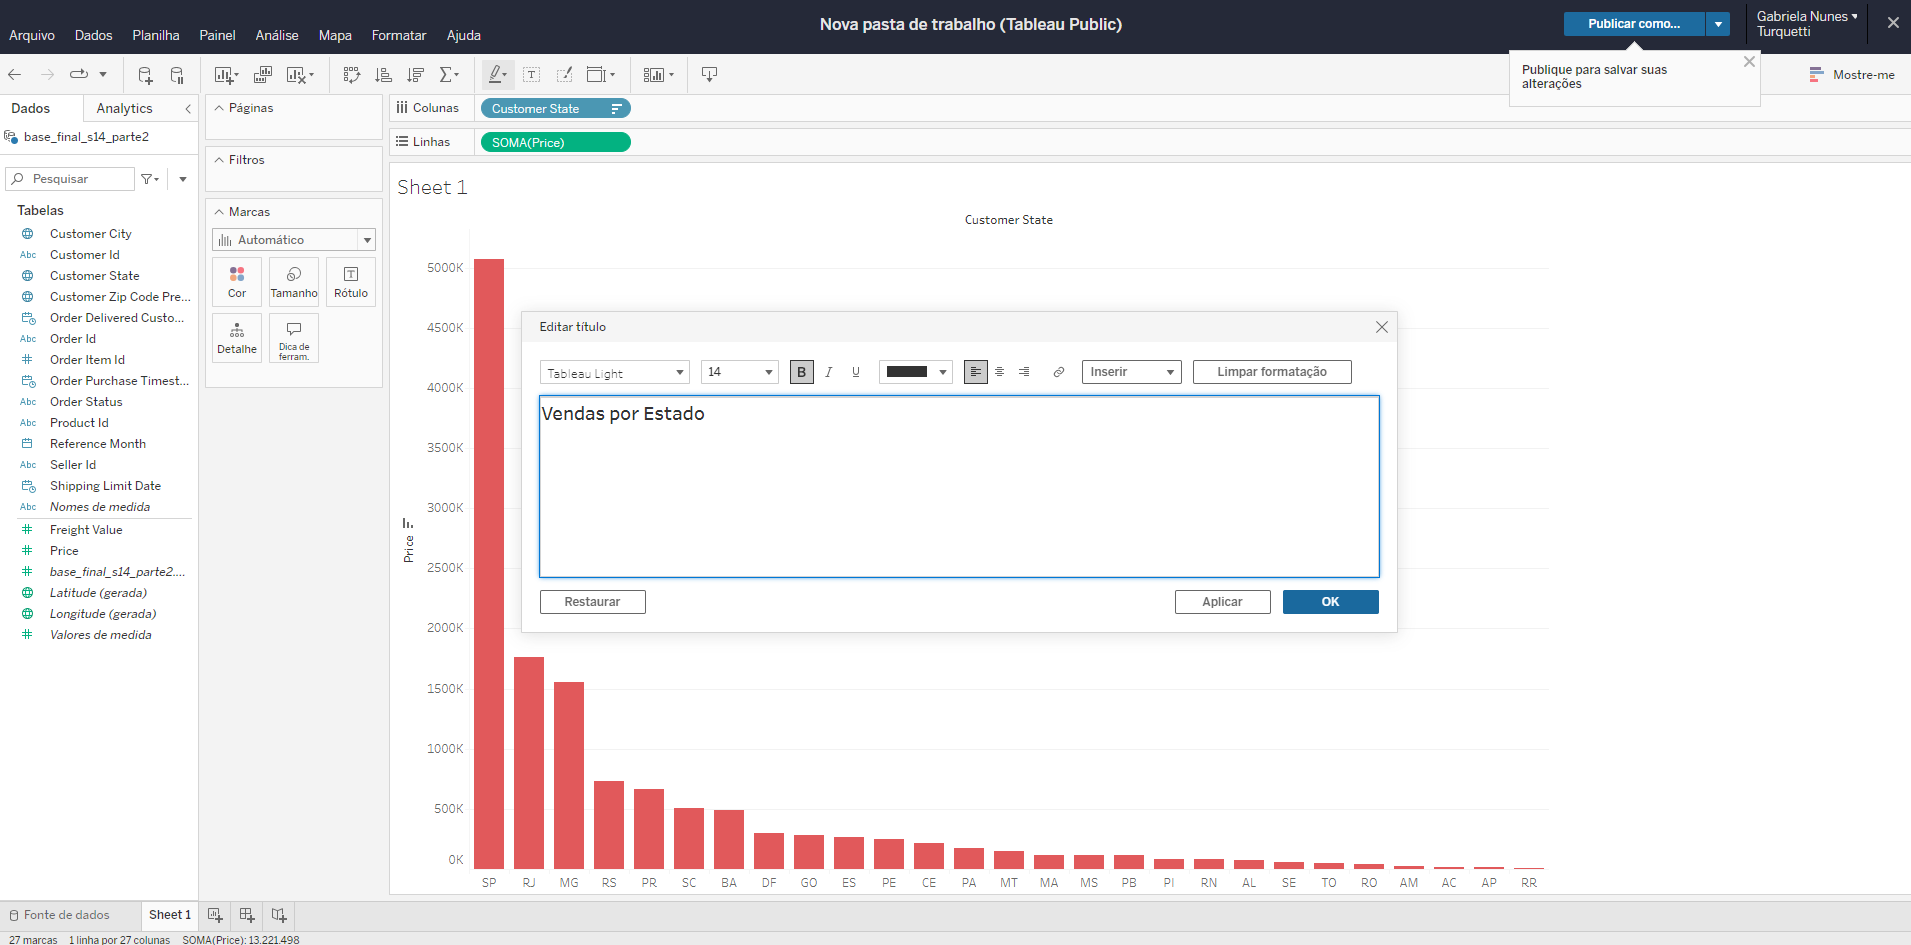 Nova pasta de trabalho (Tableau Public)
Publicar como...
Gabriela Nunes
Turquetti
Arquivo Dados Planilha Painel Análise Mapa Formatar Ajuda
Publique para salvar suas
alterações
Mostre-me
Dados Analytics
base_final_s14_parte2
Pesquisar
Tabelas
Customer City
Abc Customer Id
Customer State
Customer Zip Code Pre...
Order Delivered Custo...
Abc Order Id
Order Item Id
Order Purchase Timest...
Abc Order Status
Abc Product Id
Reference Month
Abc Seller Id
Shipping Limit Date
Abc Nomes de medida
Freight Value
Price
base_final_s14_parte2....
Latitude (gerada)
Longitude (gerada)
Valores de medida
Páginas
Filtros
Marcas
Automático
Cor Tamanho Rótulo
Detalhe Dica de
ferram.
Colunas Customer State
Linhas SOMA(Price)
Sheet 1
Customer State
5000K
4500K
4000K
3500K
3000K
2500K
2000K
1500K
1000K
500K
0K
Price
SP RJ MG RS PR SC BA DF GO ES PE CE PA MT MA MS PB PI RN AL SE TO RO AM AC AP RR
Editar título
Tableau Light 14 B I U Inserir Limpar formatação
Vendas por Estado
Restaurar Aplicar OK
Fonte de dados Sheet 1
27 marcas 1 linha por 27 colunas SOMA(Price): 13.221.498